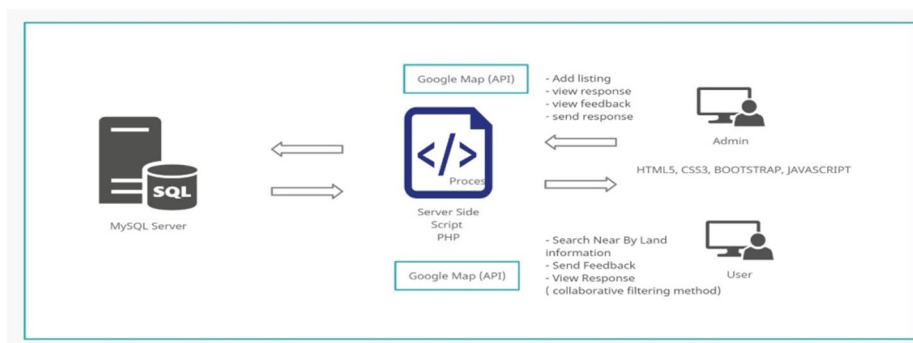 Google Map (API)
- Add listing
- view response
- view feedback
- send response
Admin
HTML5, CSS3, BOOTSTRAP, JAVASCRIPT
</>
Proces
SQL
MySQL Server
Server Side
Script
PHP
Google Map (API)
- Search Near By Land
information
- Send Feedback
- View Response
( collaborative filtering method)
User